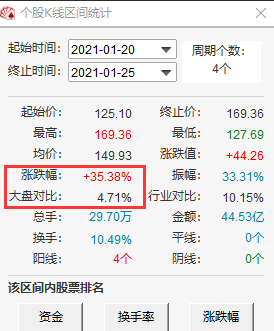 个股K线区间统计
起始时间: 2021-01-20 周期个数:
终止时间: 2021-01-25 4个
起始价: 125.10 终止价: 169.36
最高: 169.36 最低: 127.69
均价: 149.93 涨跌值: +44.26
涨跌幅: +35.38% 振幅: 33.31%
大盘对比: 4.71% 行业对比: 10.15%
总手: 29.70万 金额: 44.53亿
换手: 10.49% 平线: 0个
阳线: 4个 阴线: 0个
该区间内股票排名
资金 换手率 涨跌幅